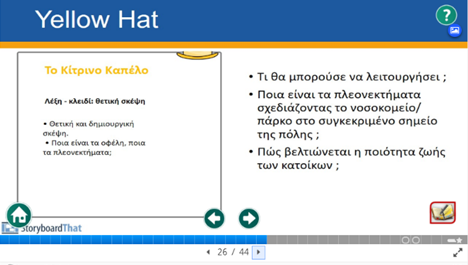 Yellow Hat
Το Κίτρινο Καπέλο
Λέξη - κλειδί: θετική σκέψη
• Θετική και δημιουργική
σκέψη.
• Ποια είναι τα οφέλη, ποια
τα πλεονεκτήματα;
• Τι θα μπορούσε να λειτουργήσει ;
• Ποια είναι τα πλεονεκτήματα
σχεδιάζοντας το νοσοκομείο/
πάρκο στο συγκεκριμένο σημείο
της πόλης ;
• Πώς βελτιώνεται η ποιότητα ζωής
των κατοίκων ;
StoryboardThat
26 / 44